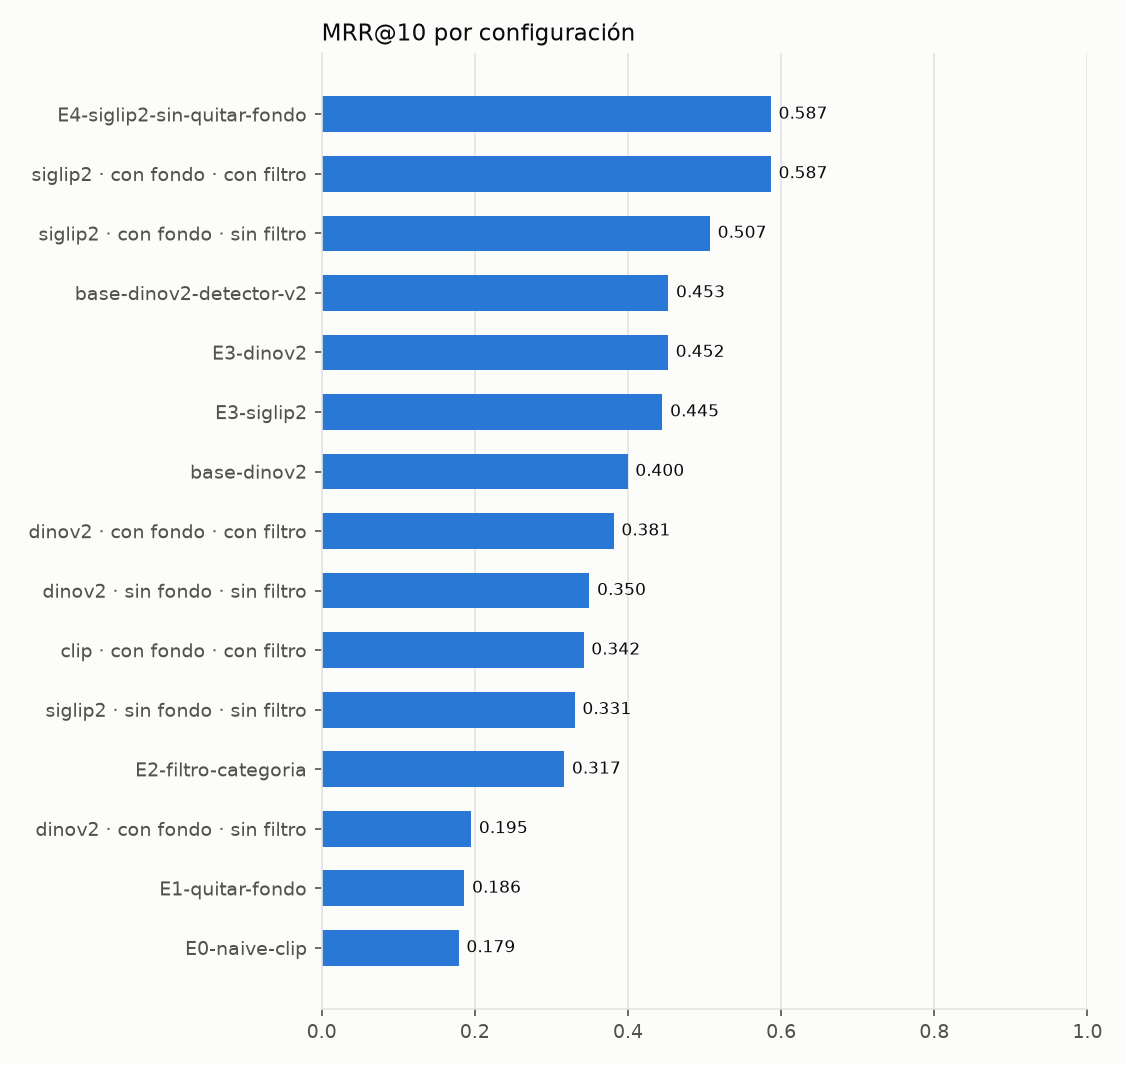 MRR@10 por configuración
E4-siglip2-sin-quitar-fondo 0.587
siglip2 · con fondo · con filtro 0.587
siglip2 · con fondo · sin filtro 0.507
base-dinov2-detector-v2 0.453
E3-dinov2 0.452
E3-siglip2 0.445
base-dinov2 0.400
dinov2 · con fondo · con filtro 0.381
dinov2 · sin fondo · sin filtro 0.350
clip · con fondo · con filtro 0.342
siglip2 · sin fondo · sin filtro 0.331
E2-filtro-categoria 0.317
dinov2 · con fondo · sin filtro 0.195
E1-quitar-fondo 0.186
E0-naive-clip 0.179
0.0 0.2 0.4 0.6 0.8 1.0